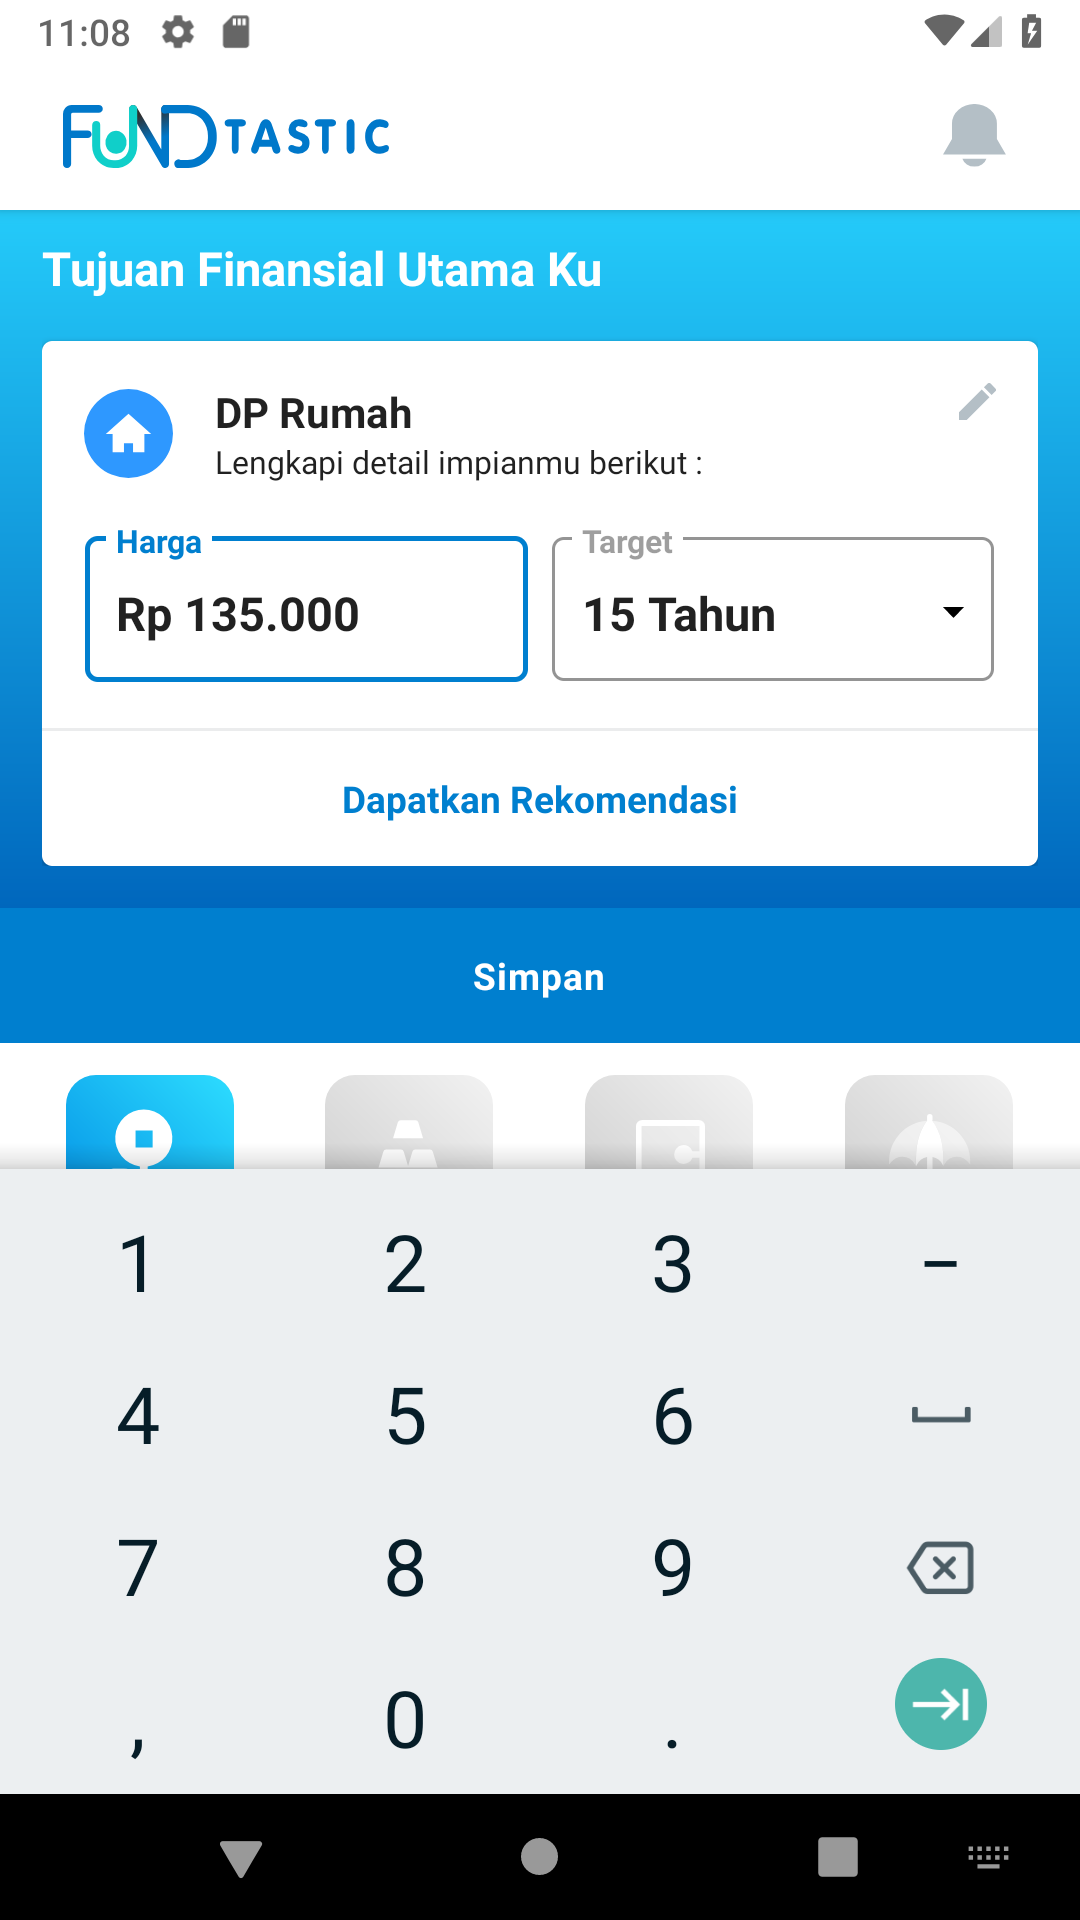 11:08
FUNDTASTIC
Tujuan Finansial Utama Ku
DP Rumah
Lengkapi detail impianmu berikut :
Harga
Rp 135.000
Target
15 Tahun
Dapatkan Rekomendasi
Simpan
1 2 3 –
4 5 6
7 8 9
, 0 .